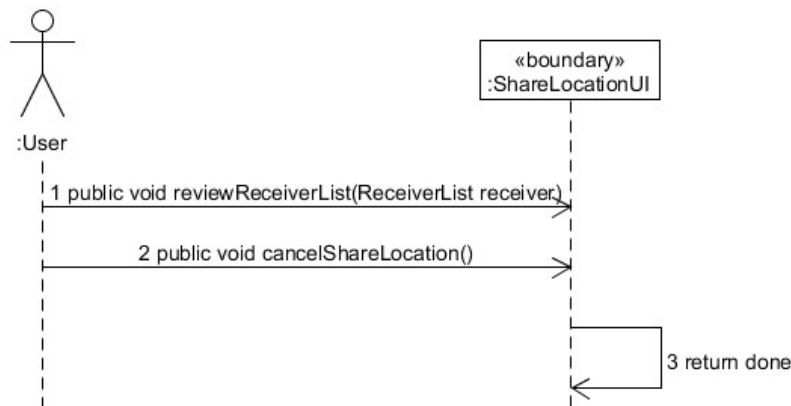 «boundary»
:ShareLocationUI
:User
1 public void reviewReceiverList(ReceiverList receiver)
2 public void cancelShareLocation()
3 return done